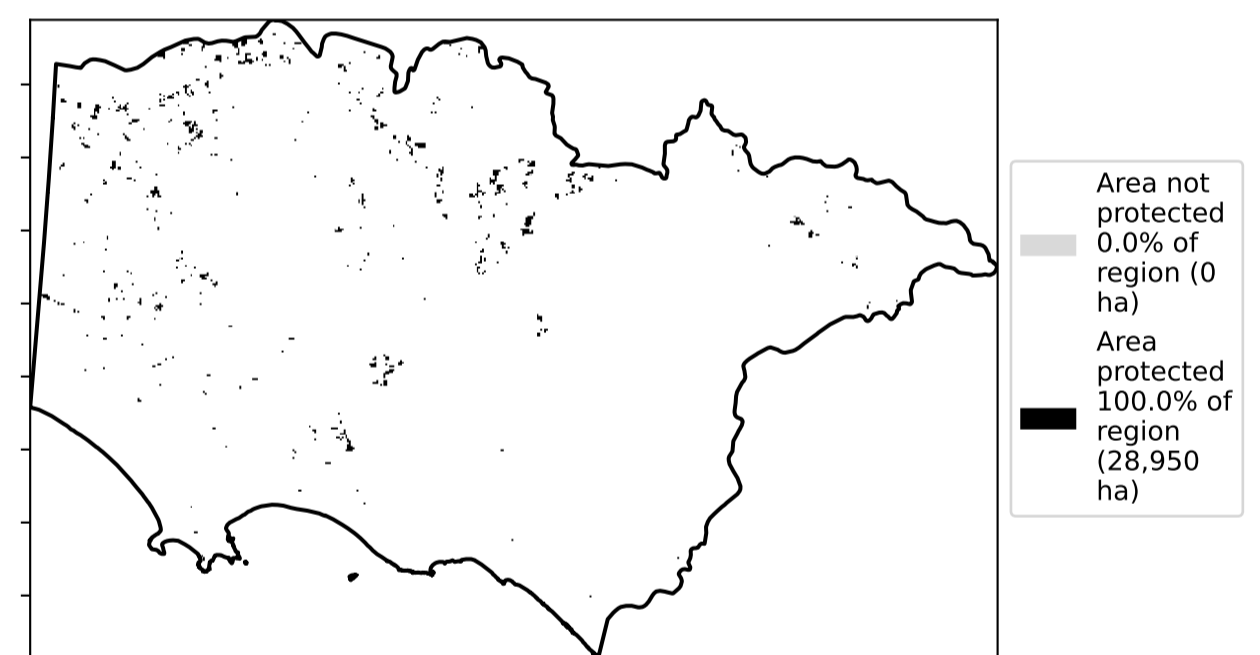 Area not
protected
0.0% of
region (0
ha)
Area
protected
100.0% of
region
(28,950
ha)